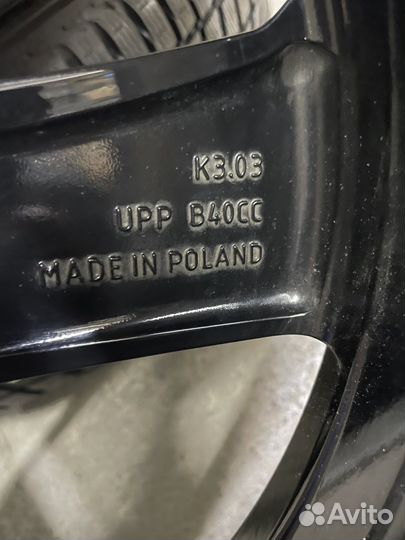 K3.03
UPP B40CC
MADE IN POLAND
Avito